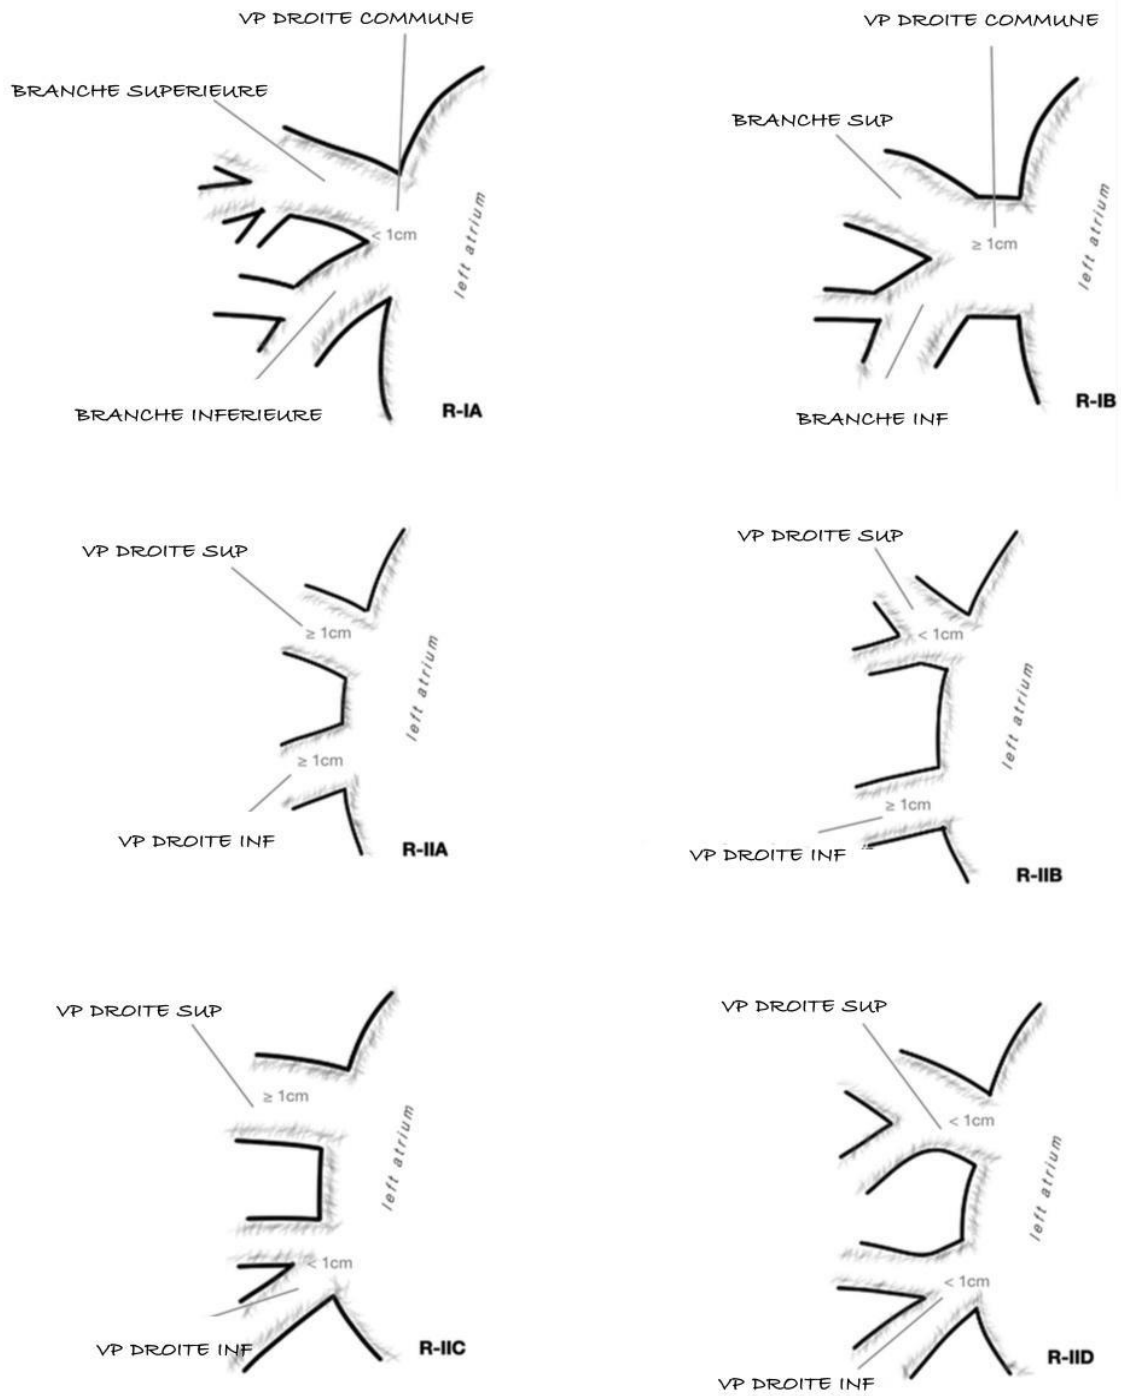 VP DROITE COMMUNE
BRANCHE SUPERIEURE
< 1cm
left atrium
BRANCHE INFERIEURE
R-IA
VP DROITE COMMUNE
BRANCHE SUP
≥ 1cm
left atrium
BRANCHE INF
R-IB
VP DROITE SUP
≥ 1cm
left atrium
≥ 1cm
VP DROITE INF
R-IIA
VP DROITE SUP
< 1cm
left atrium
≥ 1cm
VP DROITE INF
R-IIB
VP DROITE SUP
≥ 1cm
left atrium
< 1cm
VP DROITE INF
R-IIC
VP DROITE SUP
< 1cm
left atrium
< 1cm
VP DROITE INF
R-IID